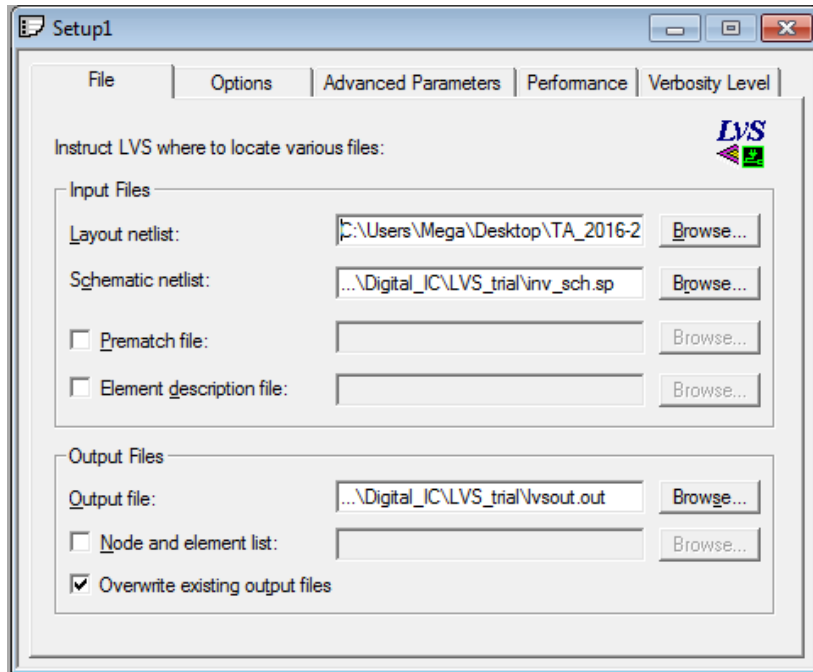 Setup1
File Options Advanced Parameters Performance Verbosity Level
LVS
Instruct LVS where to locate various files:
Input Files
Layout netlist: C:\Users\Mega\Desktop\TA_2016-2 Browse...
Schematic netlist: ...\Digital_IC\LVS_trial\inv_sch.sp Browse...
Prematch file: Browse...
Element description file: Browse...
Output Files
Output file: ...\Digital_IC\LVS_trial\lvsout.out Browse...
Node and element list: Browse...
Overwrite existing output files